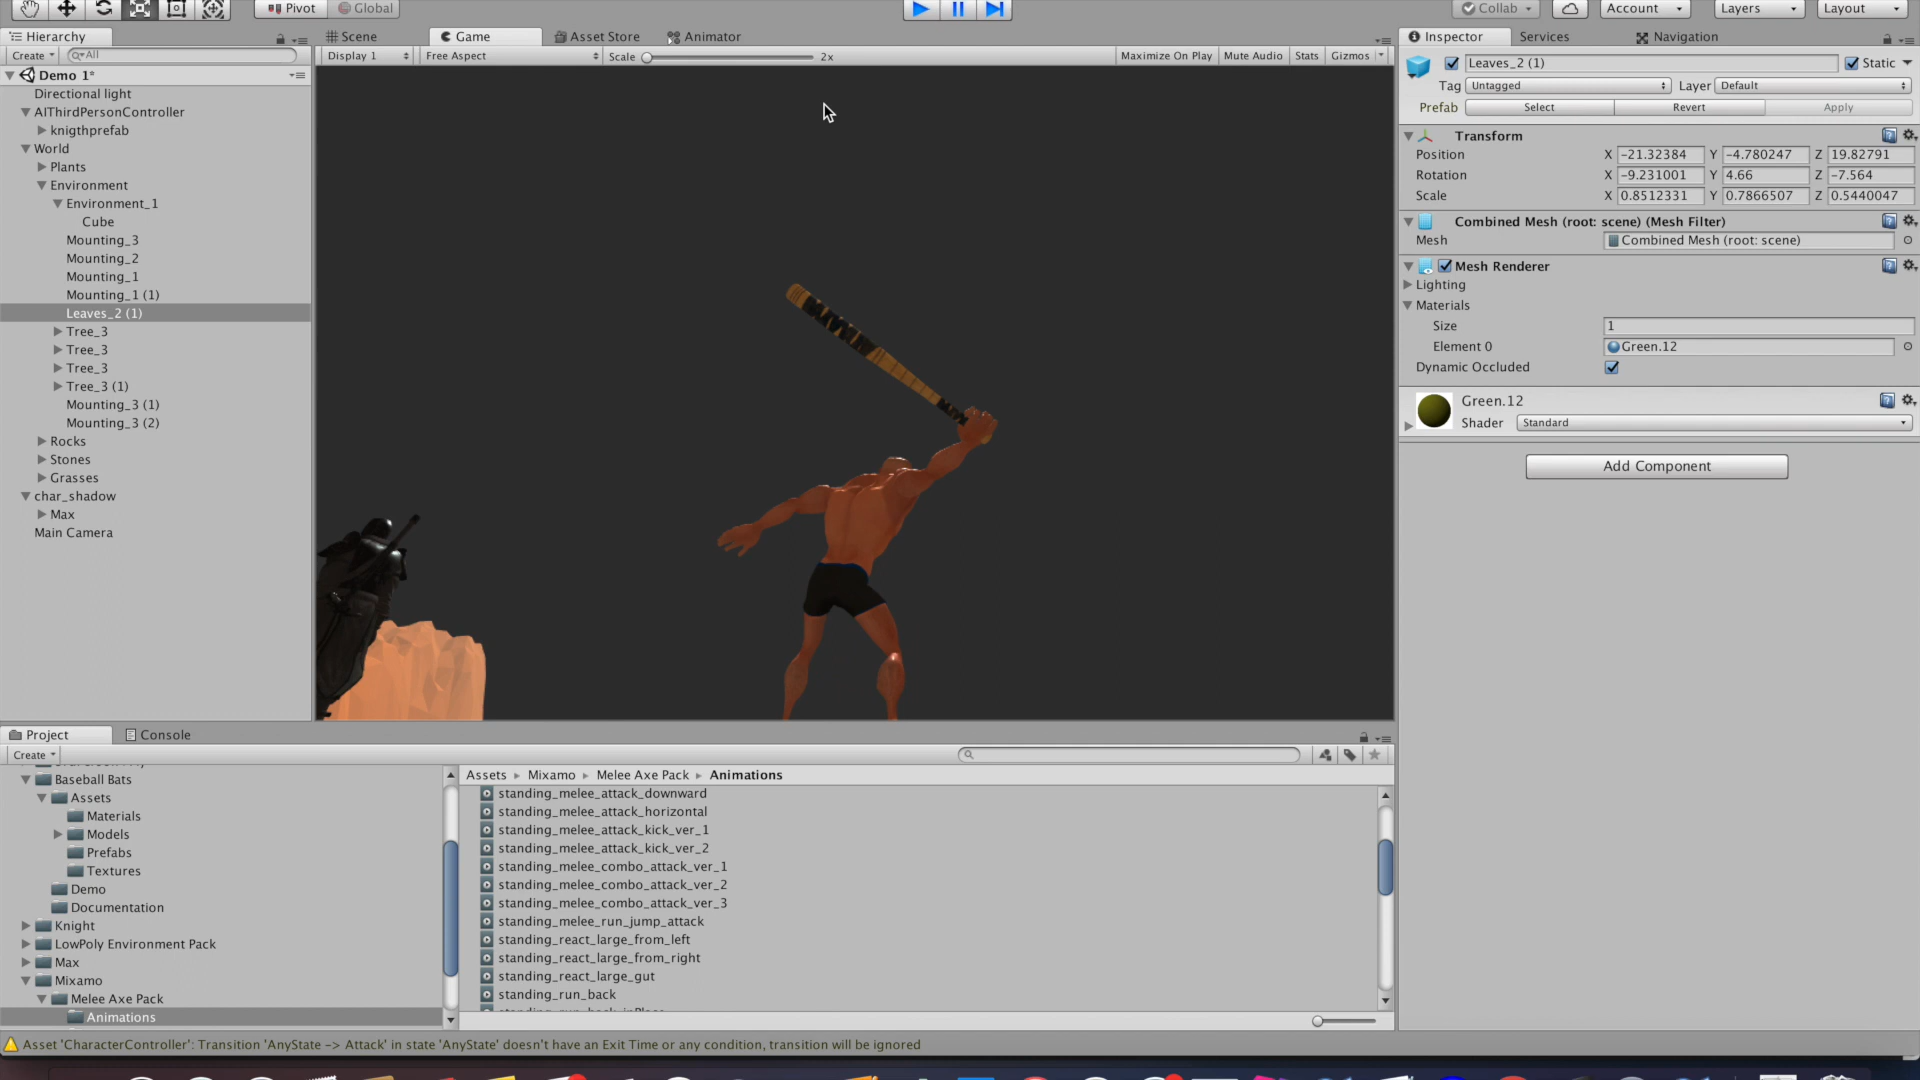 Pivot
Global
Collab
Account
Layers
Layout
Hierarchy
Scene
Game
Asset Store
Animator
Inspector
Services
Navigation
Create
All
Display 1
Free Aspect
Scale
2x
Maximize On Play
Mute Audio
Stats
Gizmos
Demo 1*
Directional light
AIThirdPersonController
knigthprefab
World
Plants
Environment
Environment_1
Cube
Mounting_3
Mounting_2
Mounting_1
Mounting_1 (1)
Leaves_2 (1)
Tree_3
Tree_3
Tree_3
Tree_3 (1)
Mounting_3 (1)
Mounting_3 (2)
Rocks
Stones
Grasses
char_shadow
Max
Main Camera
Leaves_2 (1)
Static
Tag Untagged Layer Default
Prefab Select Revert Apply
Transform
Position X -21.32384 Y -4.780247 Z 19.82791
Rotation X -9.231001 Y 4.66 Z -7.564
Scale X 0.8512331 Y 0.7866507 Z 0.5440047
Combined Mesh (root: scene) (Mesh Filter)
Mesh Combined Mesh (root: scene)
Mesh Renderer
Lighting
Materials
Size 1
Element 0 Green.12
Dynamic Occluded
Green.12
Shader Standard
Add Component
Project
Console
Create
Baseball Bats
Assets
Materials
Models
Prefabs
Textures
Demo
Documentation
Knight
LowPoly Environment Pack
Max
Mixamo
Melee Axe Pack
Animations
Assets Mixamo Melee Axe Pack Animations
standing_melee_attack_downward
standing_melee_attack_horizontal
standing_melee_attack_kick_ver_1
standing_melee_attack_kick_ver_2
standing_melee_combo_attack_ver_1
standing_melee_combo_attack_ver_2
standing_melee_combo_attack_ver_3
standing_melee_run_jump_attack
standing_react_large_from_left
standing_react_large_from_right
standing_react_large_gut
standing_run_back
Asset 'CharacterController': Transition 'AnyState -> Attack' in state 'AnyState' doesn't have an Exit Time or any condition, transition will be ignored